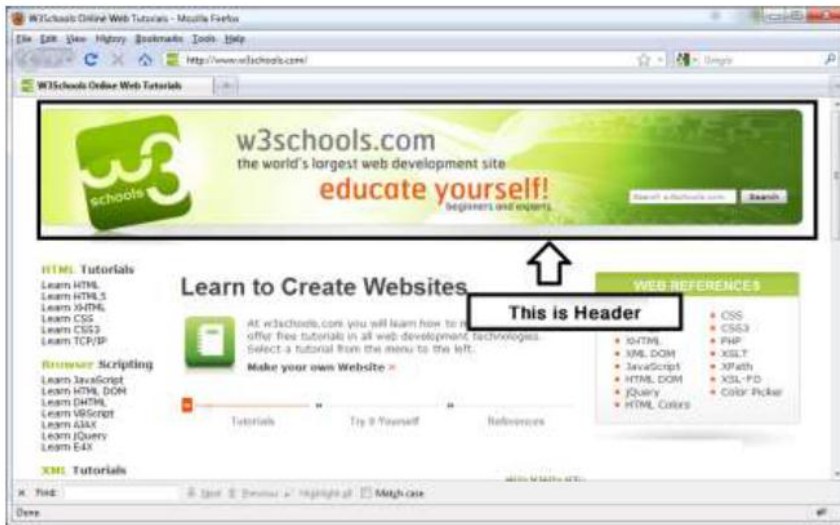 W3Schools Online Web Tutorials - Mozilla Firefox
File Edit View History Bookmarks Tools Help
http://www.w3schools.com/
Google
W3Schools Online Web Tutorials
w3schools.com
the world's largest web development site
educate yourself!
beginners and experts
w3
schools
Search w3schools.com
Search
This is Header
HTML Tutorials
Learn HTML
Learn HTML5
Learn XHTML
Learn CSS
Learn CSS3
Learn TCP/IP
Browser Scripting
Learn JavaScript
Learn HTML DOM
Learn DHTML
Learn VBScript
Learn AJAX
Learn jQuery
Learn E4X
XML Tutorials
Learn to Create Websites
At w3schools.com you will learn how to
offer free tutorials in all web development technologies.
Select a tutorial from the menu to the left.
Make your own Website »
Tutorials
Try It Yourself
References
WEB REFERENCES
XHTML
XML DOM
JavaScript
HTML DOM
jQuery
HTML Colors
CSS
CSS3
PHP
XSLT
XPath
XSL-FO
Color Picker
× Find:
Next Previous Highlight all Match case
Done